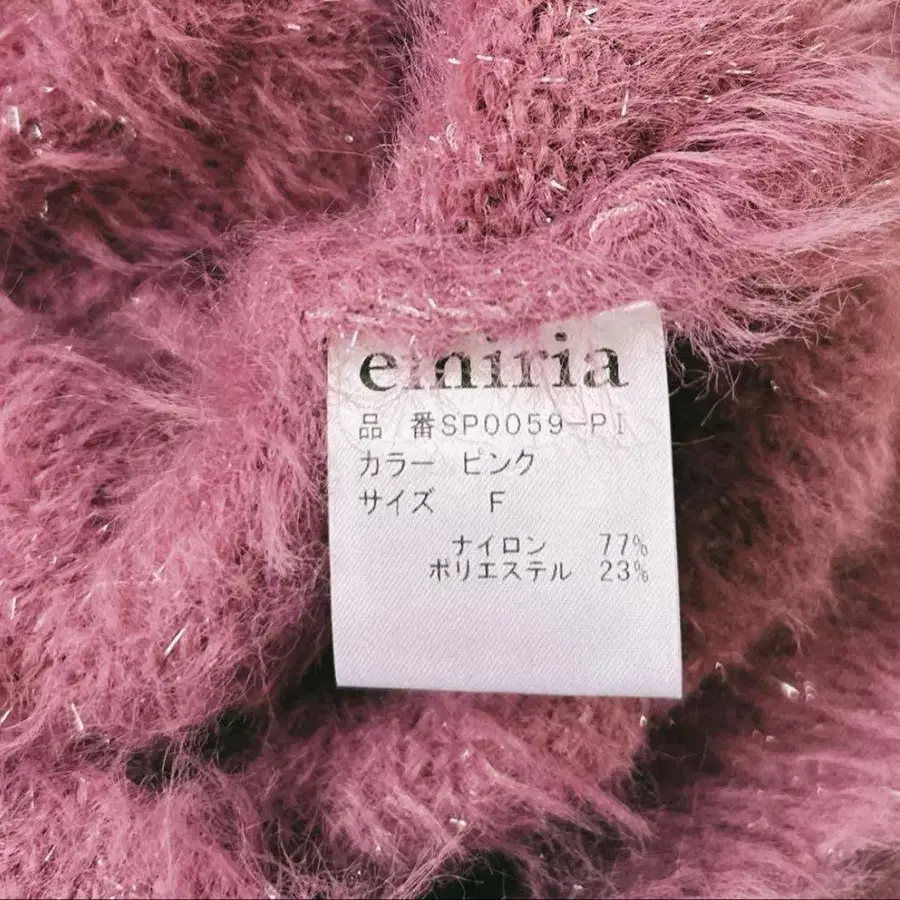 emiria
品 番SP0059-PI
カラー ピンク
サイズ F
ナイロン 77%
ポリエステル 23%